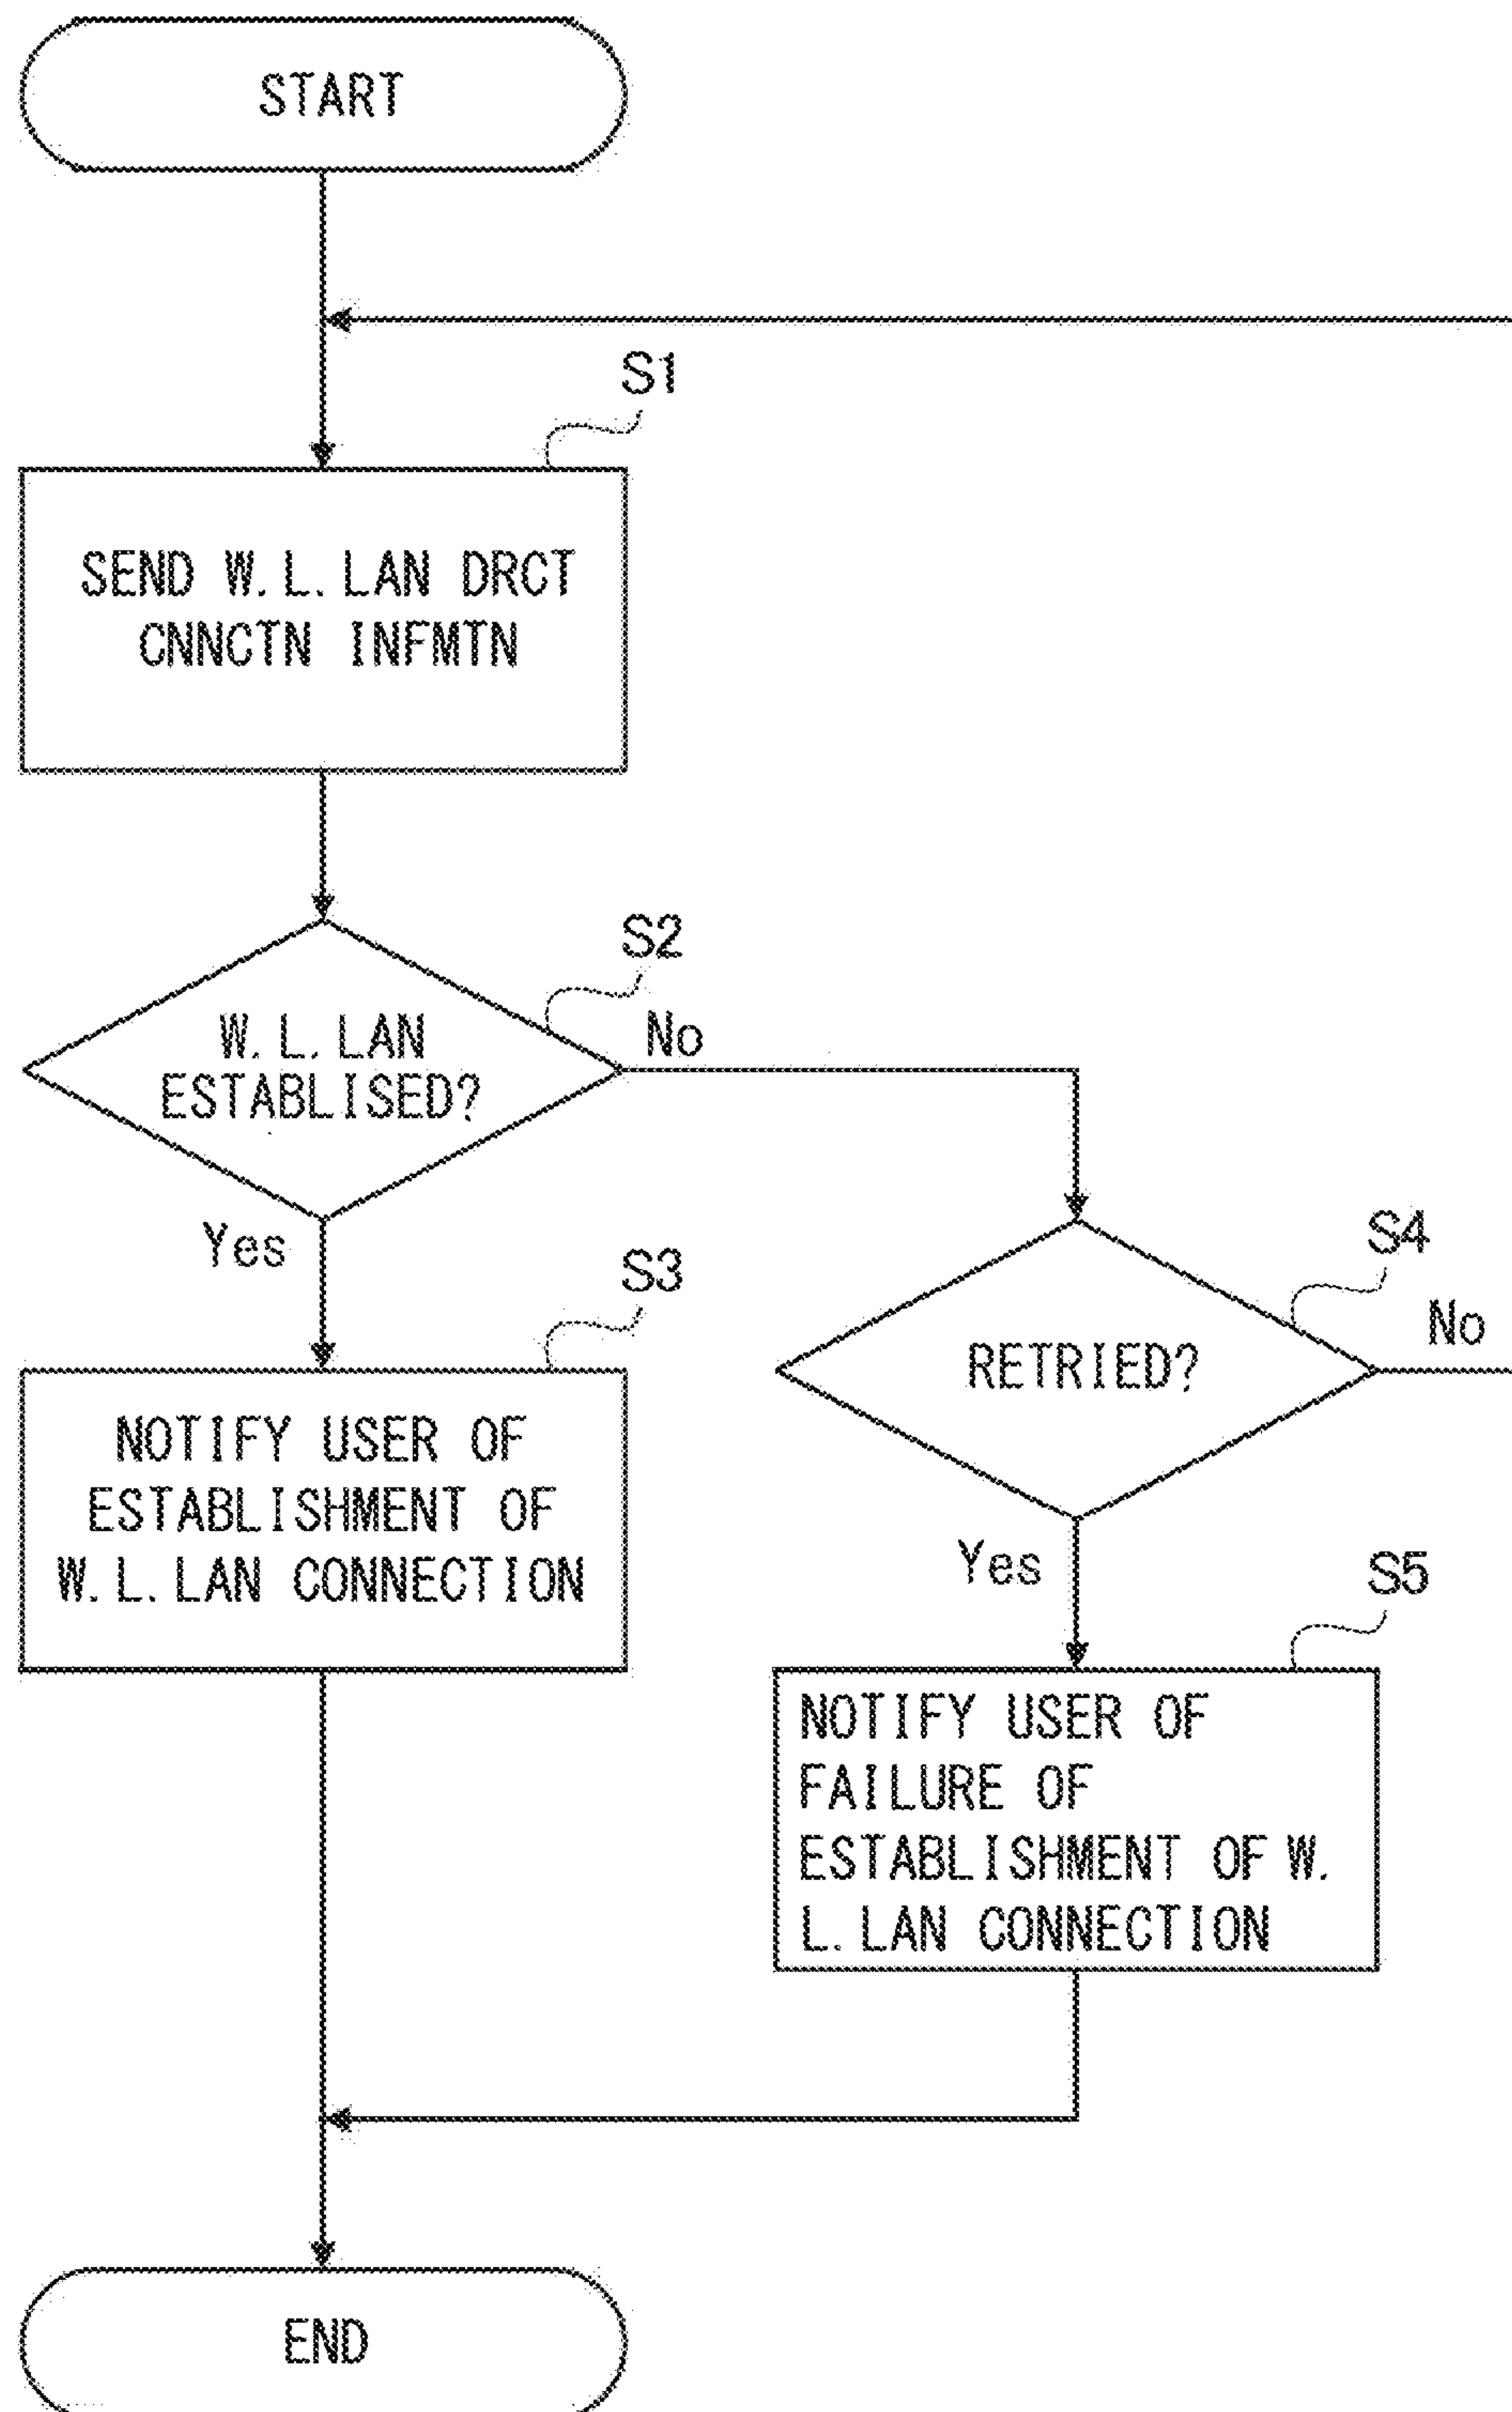 START
S1
SEND W.L.LAN DRCT
CNNCTN INFMTN
S2
W.L.LAN
ESTABLISED?
No
Yes
S3
NOTIFY USER OF
ESTABLISHMENT OF
W.L.LAN CONNECTION
S4
RETRIED?
No
Yes
S5
NOTIFY USER OF
FAILURE OF
ESTABLISHMENT OF W.
L.LAN CONNECTION
END